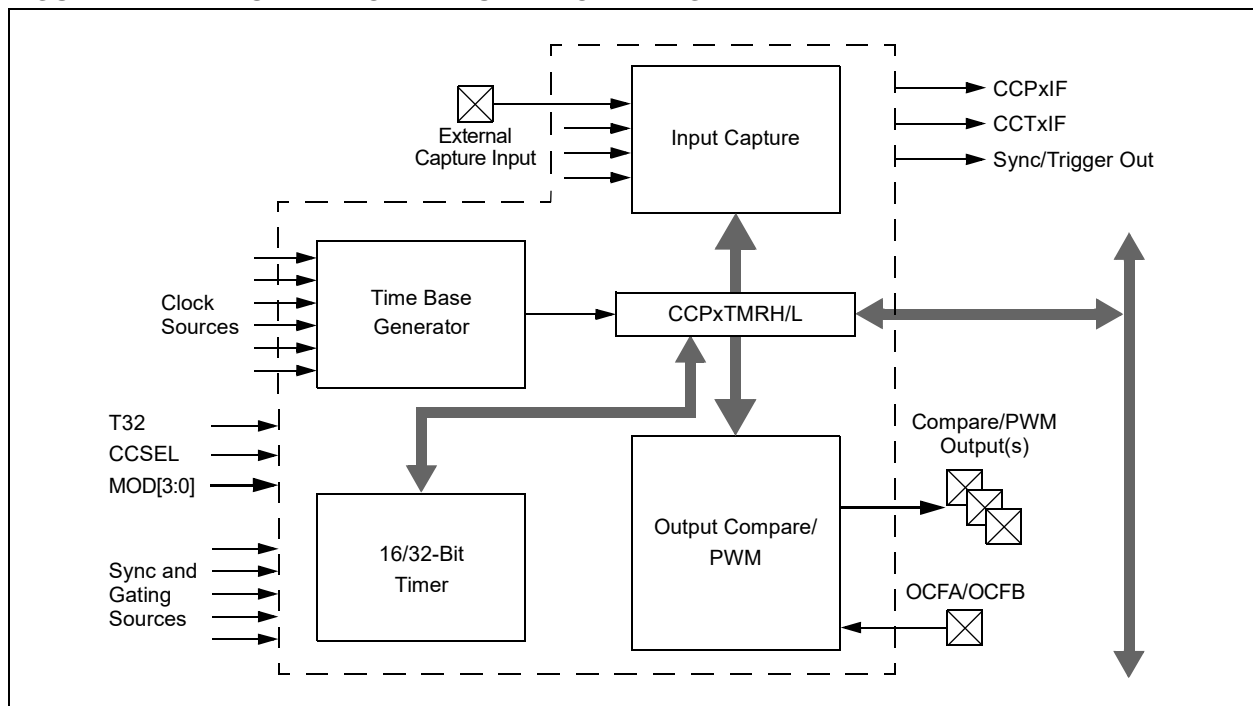 External
Capture Input
Input Capture
CCPxIF
CCTxIF
Sync/Trigger Out
Clock
Sources
Time Base
Generator
CCPxTMRH/L
T32
CCSEL
MOD[3:0]
Sync and
Gating
Sources
16/32-Bit
Timer
Output Compare/
PWM
Compare/PWM
Output(s)
OCFA/OCFB